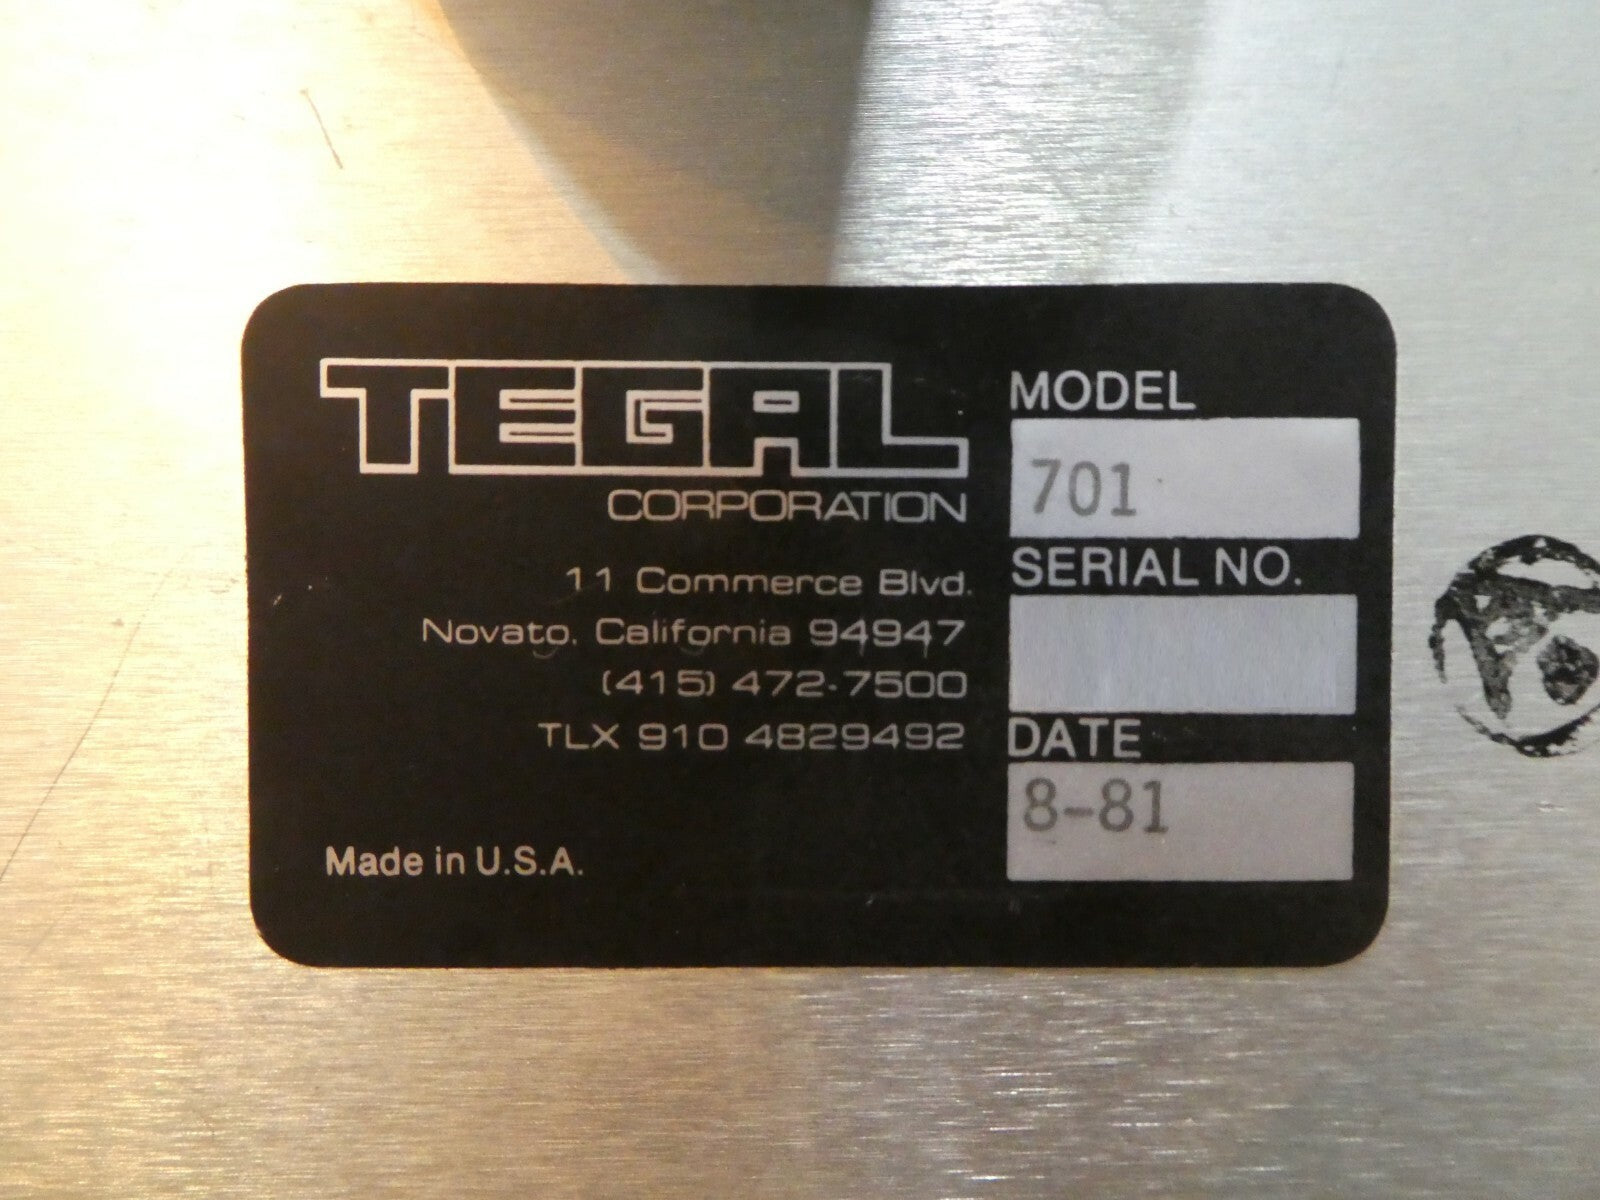 TEGAL
CORPORATION
11 Commerce Blvd.
Novato, California 94947
(415) 472-7500
TLX 910 4829492
Made in U.S.A.
MODEL
701
SERIAL NO.
DATE
8-81